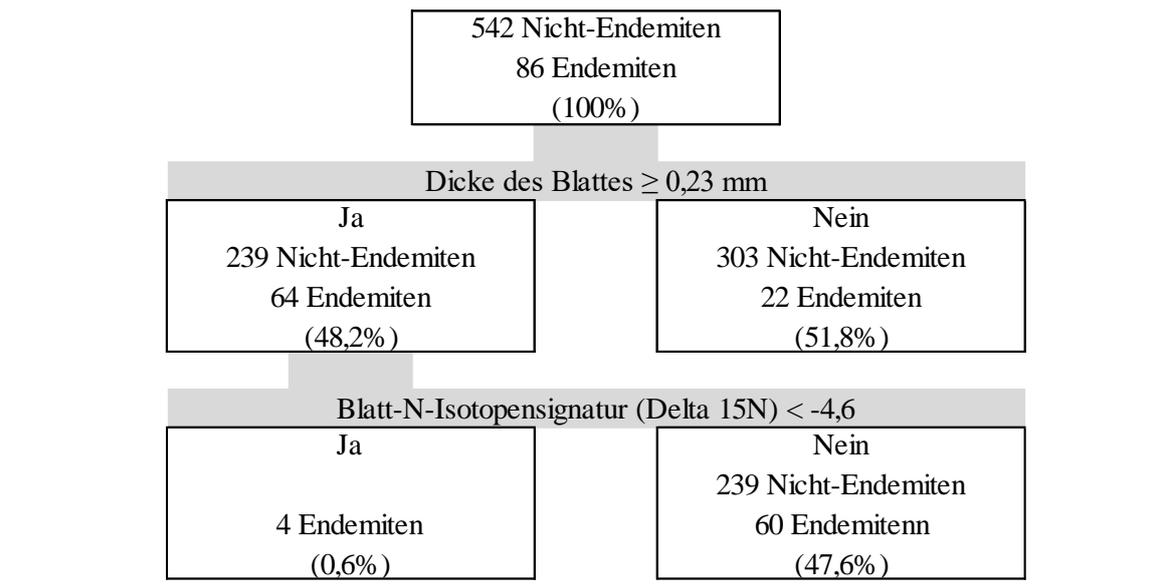 542 Nicht-Endemiten
86 Endemiten
(100%)
Dicke des Blattes ≥ 0,23 mm
Ja
239 Nicht-Endemiten
64 Endemiten
(48,2%)
Nein
303 Nicht-Endemiten
22 Endemiten
(51,8%)
Blatt-N-Isotopensignatur (Delta 15N) < -4,6
Ja
4 Endemiten
(0,6%)
Nein
239 Nicht-Endemiten
60 Endemitenn
(47,6%)